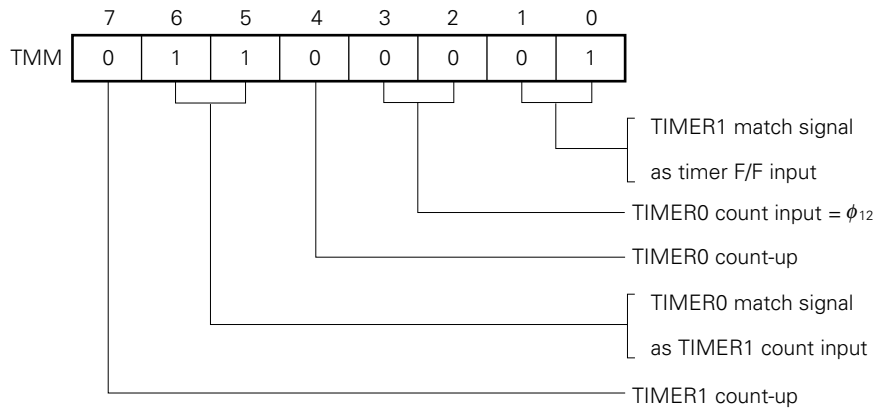 7 6 5 4 3 2 1 0
TMM 0 1 1 0 0 0 0 1
TIMER1 match signal
as timer F/F input
TIMER0 count input = ϕ12
TIMER0 count-up
TIMER0 match signal
as TIMER1 count input
TIMER1 count-up